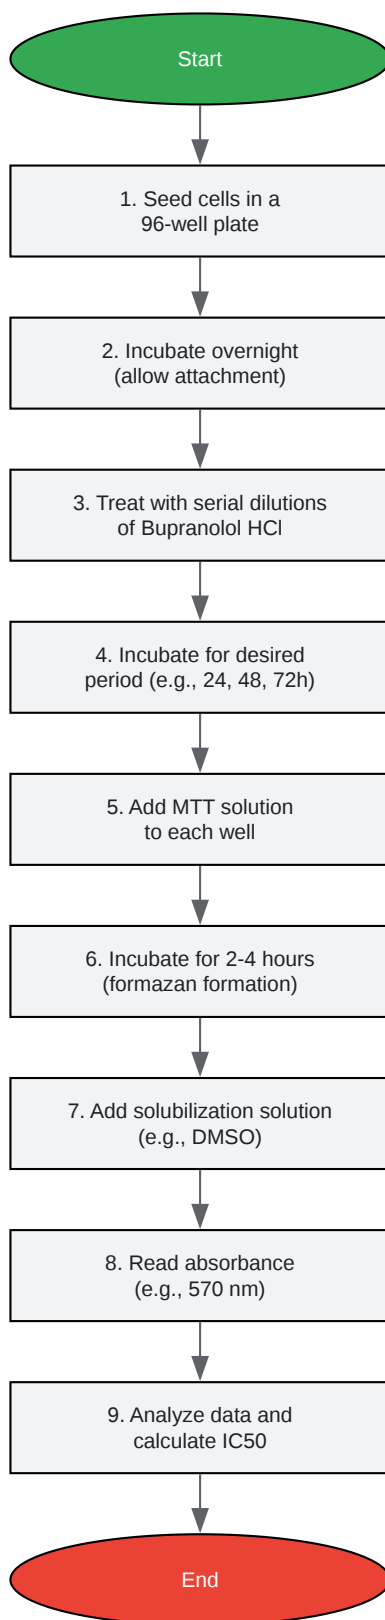 Start
1. Seed cells in a
96-well plate
2. Incubate overnight
(allow attachment)
3. Treat with serial dilutions
of Bupranolol HCl
4. Incubate for desired
period (e.g., 24, 48, 72h)
5. Add MTT solution
to each well
6. Incubate for 2-4 hours
(formazan formation)
7. Add solubilization solution
(e.g., DMSO)
8. Read absorbance
(e.g., 570 nm)
9. Analyze data and
calculate IC50
End